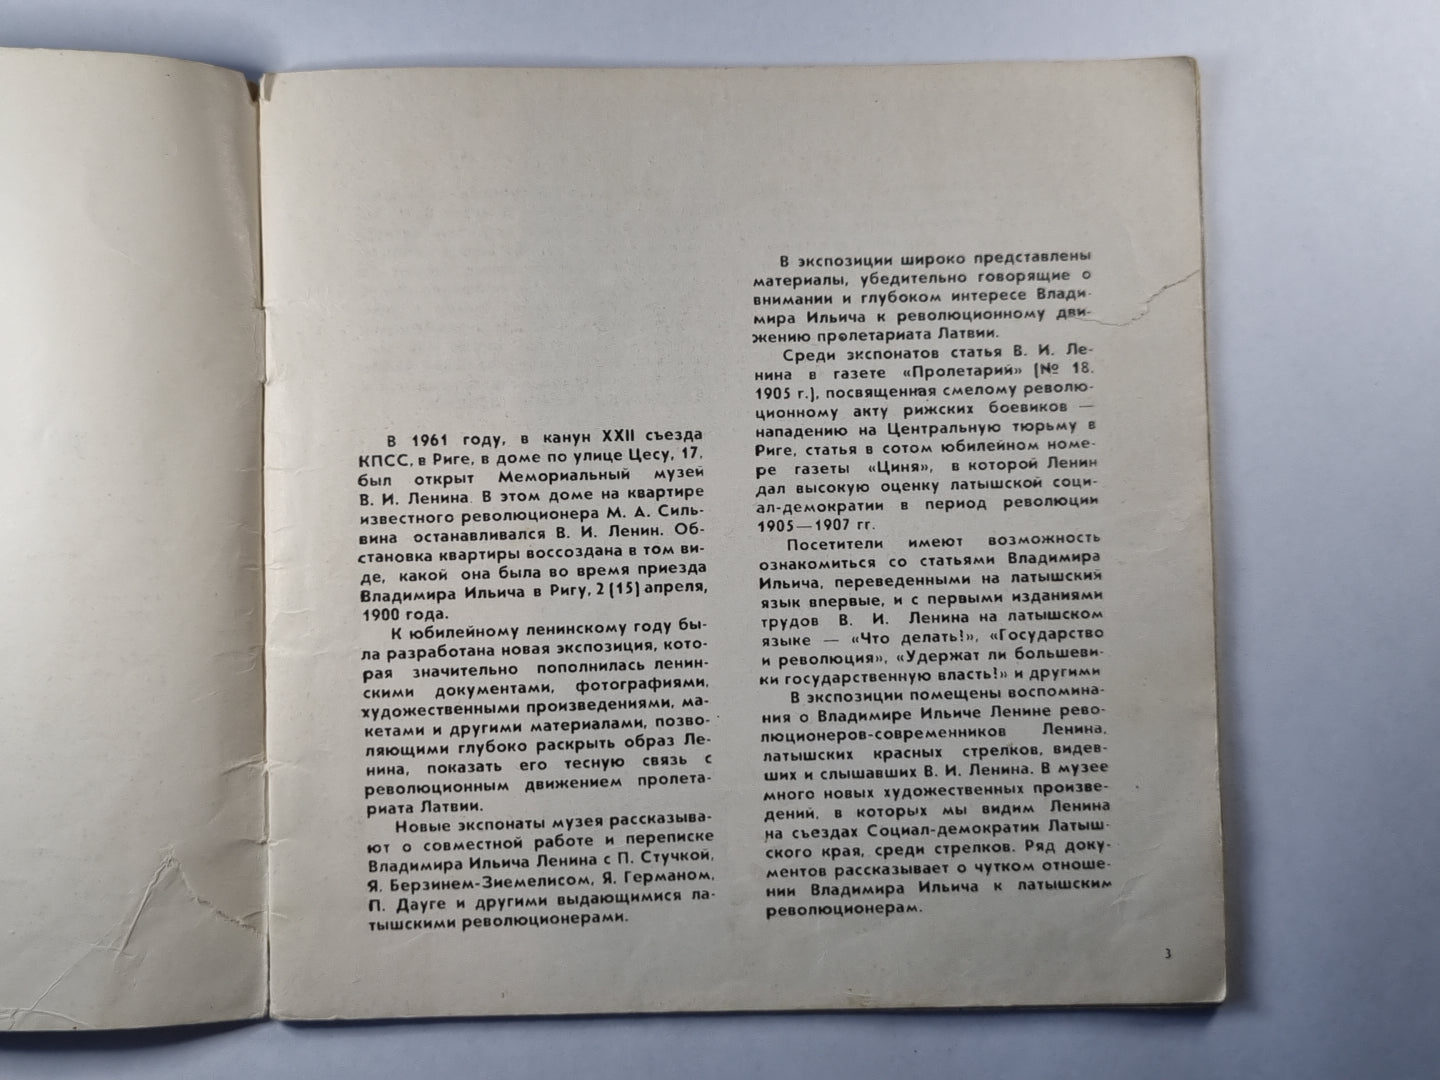 В 1961 году, в канун XXII съезда
КПСС, в Риге, в доме по улице Цесу, 17,
был открыт Мемориальный музей
В. И. Ленина. В этом доме на квартире
известного революционера М. А. Силь-
вина останавливался В. И. Ленин. Об-
становка квартиры воссоздана в том ви-
де, какой она была во время приезда
Владимира Ильича в Ригу, 2 (15) апреля,
1900 года.
К юбилейному ленинскому году бы-
ла разработана новая экспозиция, кото-
рая значительно пополнилась ленин-
скими документами, фотографиями,
художественными произведениями, ма-
кетами и другими материалами, позво-
ляющими глубоко раскрыть образ Ле-
нина, показать его тесную связь с
революционным движением пролета-
риата Латвии.
Новые экспонаты музея рассказыва-
ют о совместной работе и переписке
Владимира Ильича Ленина с П. Стучкой,
Я. Берзинем-Зиемелисом, Я. Германом,
П. Дауге и другими выдающимися ла-
тышскими революционерами.
В экспозиции широко представлены
материалы, убедительно говорящие о
внимании и глубоком интересе Влади-
мира Ильича к революционному дви-
жению пролетариата Латвии.
Среди экспонатов статья В. И. Ле-
нина в газете «Пролетарий» (№ 18,
1905 г.), посвященная смелому револю-
ционному акту рижских боевиков —
нападению на Центральную тюрьму в
Риге, статья в сотом юбилейном номе-
ре газеты «Циня», в которой Ленин
дал высокую оценку латышской соци-
ал-демократии в период революции
1905—1907 гг.
Посетители имеют возможность
ознакомиться со статьями Владимира
Ильича, переведенными на латышский
язык впервые, и с первыми изданиями
трудов В. И. Ленина на латышском
языке — «Что делать!», «Государство
и революция», «Удержат ли большеви-
ки государственную власть!» и другими
В экспозиции помещены воспомина-
ния о Владимире Ильиче Ленине рево-
люционеров-современников Ленина,
латышских красных стрелков, видев-
ших и слышавших В. И. Ленина. В музее
много новых художественных произве-
дений, в которых мы видим Ленина
на съездах Социал-демократии Латыш-
ского края, среди стрелков. Ряд доку-
ментов рассказывает о чутком отноше-
нии Владимира Ильича к латышским
революционерам.
3